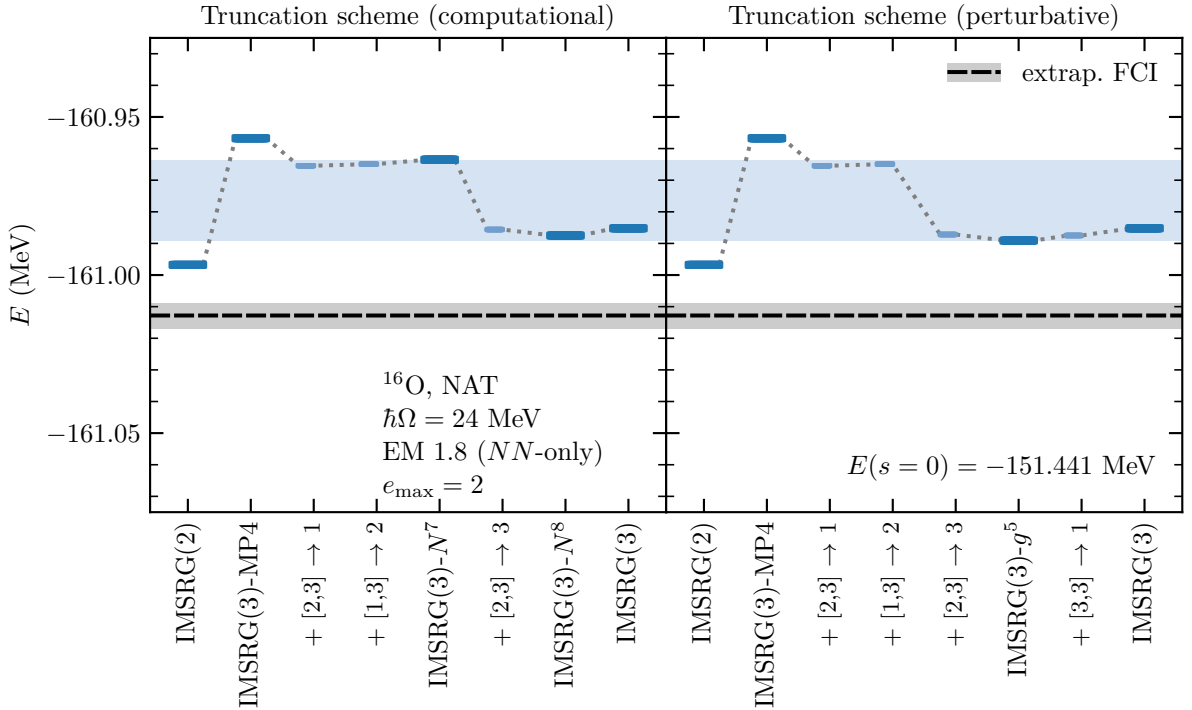 Truncation scheme (computational)
Truncation scheme (perturbative)
E (MeV)
−160.95
−161.00
−161.05
extrap. FCI
¹⁶O, NAT
ℏΩ = 24 MeV
EM 1.8 (NN-only)
e_max = 2
E(s = 0) = −151.441 MeV
IMSRG(2)
IMSRG(3)-MP4
+ [2,3] → 1
+ [1,3] → 2
IMSRG(3)-N⁷
+ [2,3] → 3
IMSRG(3)-N⁸
IMSRG(3)
IMSRG(2)
IMSRG(3)-MP4
+ [2,3] → 1
+ [1,3] → 2
+ [2,3] → 3
IMSRG(3)-g⁵
+ [3,3] → 1
IMSRG(3)